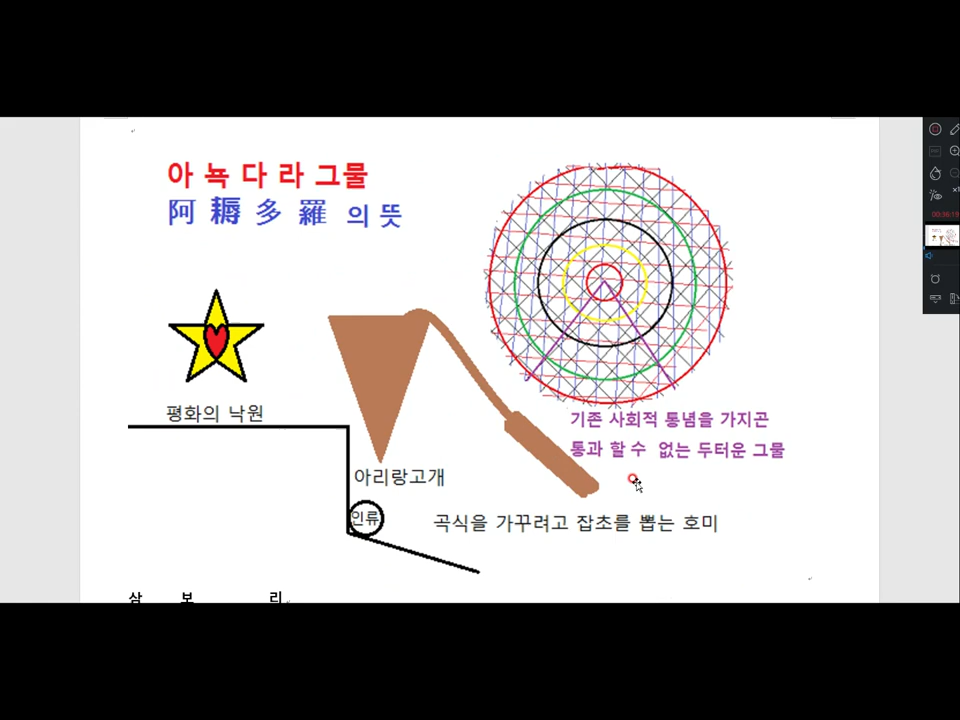 아 뇩 다 라 그물
阿 耨 多 羅 의 뜻
평화의 낙원
기존 사회적 통념을 가지곤
통과 할 수 없는 두터운 그물
아리랑고개
인류
곡식을 가꾸려고 잡초를 뽑는 호미
삼 보 리